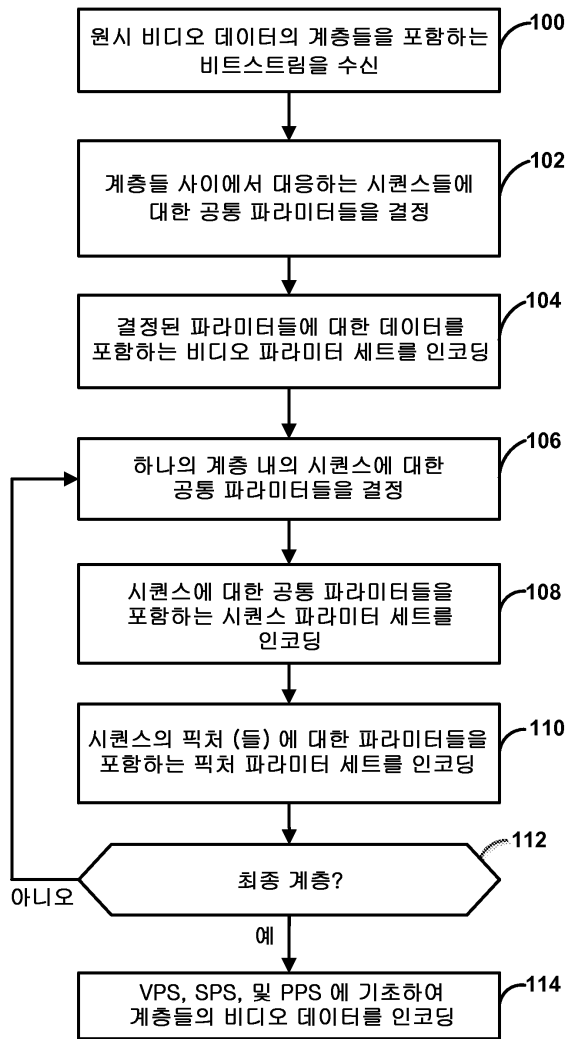 원시 비디오 데이터의 계층들을 포함하는
비트스트림을 수신
100
계층들 사이에서 대응하는 시퀀스들에
대한 공통 파라미터들을 결정
102
결정된 파라미터들에 대한 데이터를
포함하는 비디오 파라미터 세트를 인코딩
104
하나의 계층 내의 시퀀스에 대한
공통 파라미터들을 결정
106
시퀀스에 대한 공통 파라미터들을
포함하는 시퀀스 파라미터 세트를
인코딩
108
시퀀스의 픽처 (들) 에 대한 파라미터들을
포함하는 픽처 파라미터 세트를 인코딩
110
최종 계층?
112
아니오
예
VPS, SPS, 및 PPS 에 기초하여
계층들의 비디오 데이터를 인코딩
114